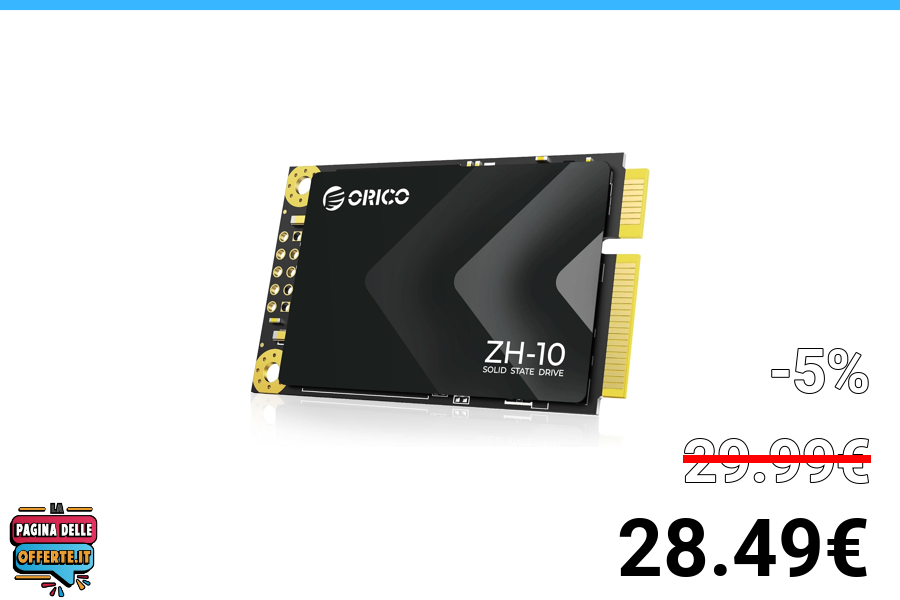 ORICO
ZH-10
SOLID STATE DRIVE
-5%
29.99€
28.49€
LA
PAGINA DELLE
OFFERTE.IT